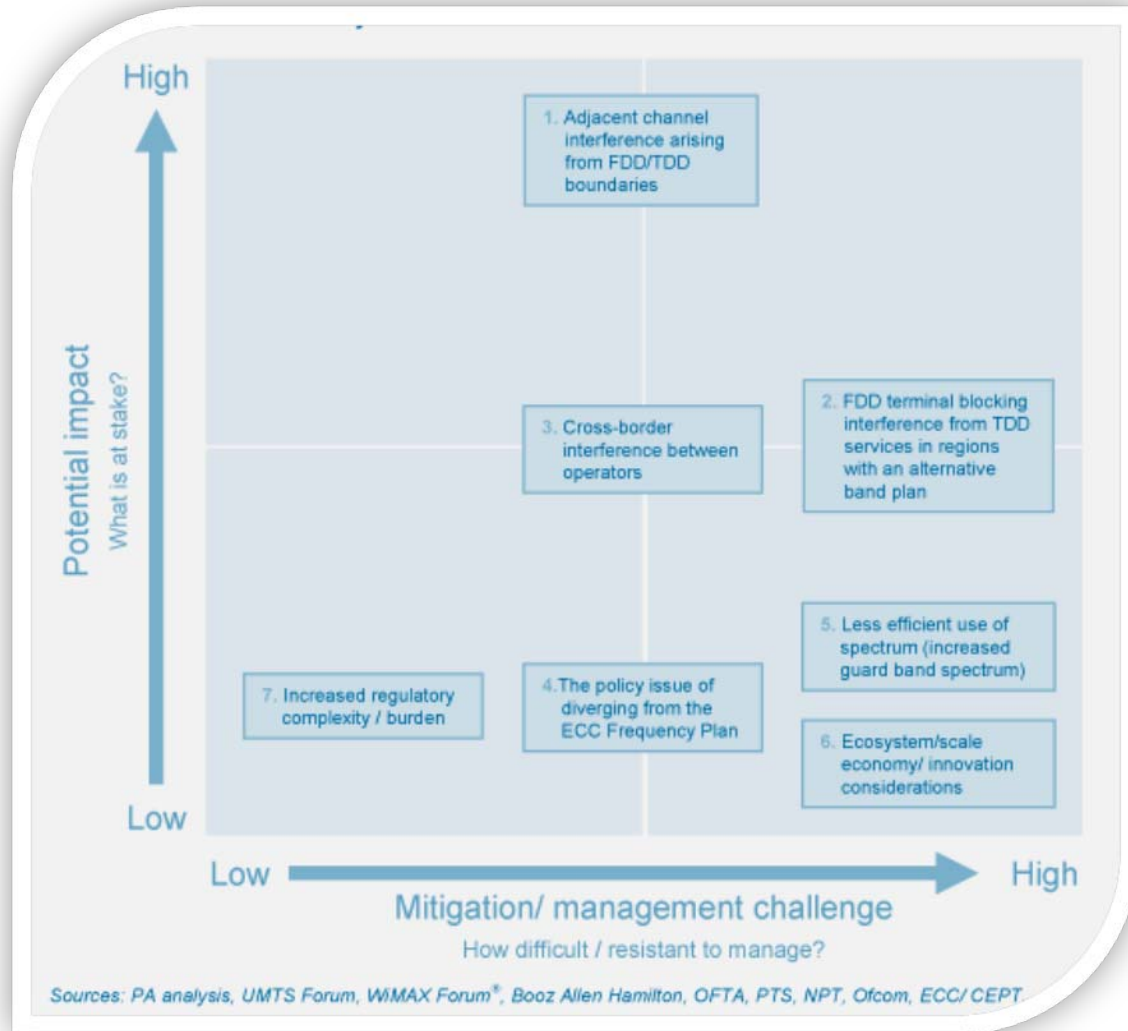 High
1. Adjacent channel
interference arising
from FDD/TDD
boundaries
Potential impact
What is at stake?
3. Cross-border
interference between
operators
2. FDD terminal blocking
interference from TDD
services in regions
with an alternative
band plan
5. Less efficient use of
spectrum (increased
guard band spectrum)
7. Increased regulatory
complexity / burden
4.The policy issue of
diverging from the
ECC Frequency Plan
6. Ecosystem/scale
economy/ innovation
considerations
Low
Low
High
Mitigation/ management challenge
How difficult / resistant to manage?
Sources: PA analysis, UMTS Forum, WiMAX Forum®, Booz Allen Hamilton, OFTA, PTS, NPT, Ofcom, ECC/ CEPT.